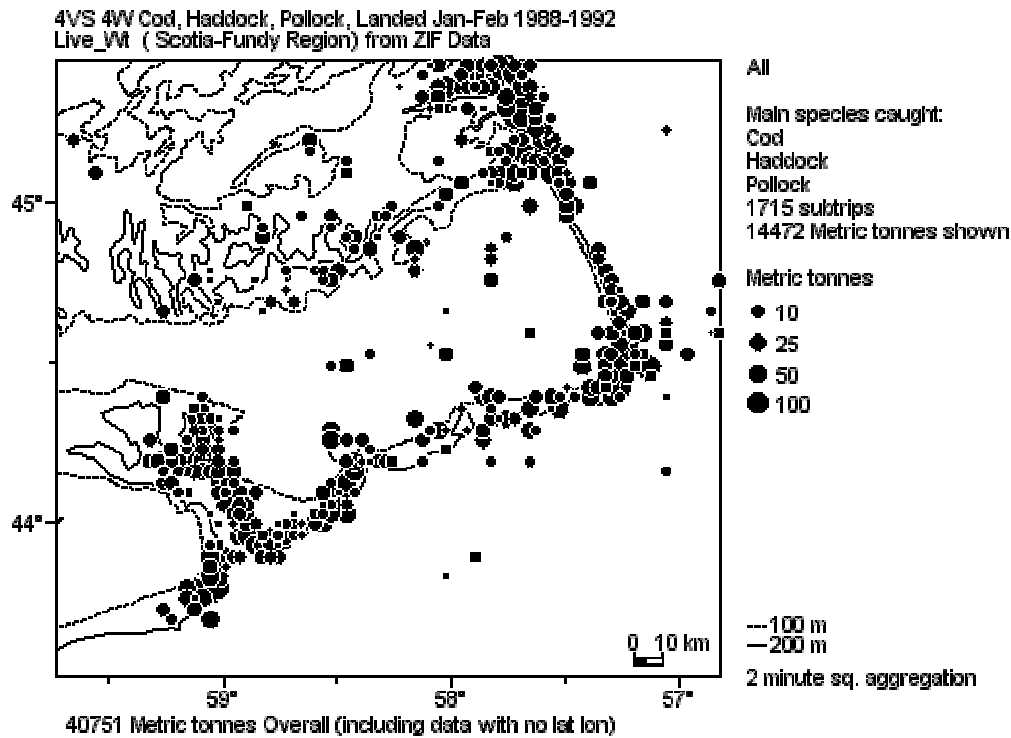 4VS 4W Cod, Haddock, Pollock, Landed Jan-Feb 1988-1992
Live_Wt ( Scotia-Fundy Region) from ZIF Data
All
Main species caught:
Cod
Haddock
Pollock
1715 subtrips
14472 Metric tonnes shown
Metric tonnes
10
25
50
100
45°
44°
0 10 km
---100 m
—200 m
2 minute sq. aggregation
59° 58° 57°
40751 Metric tonnes Overall (including data with no lat lon)